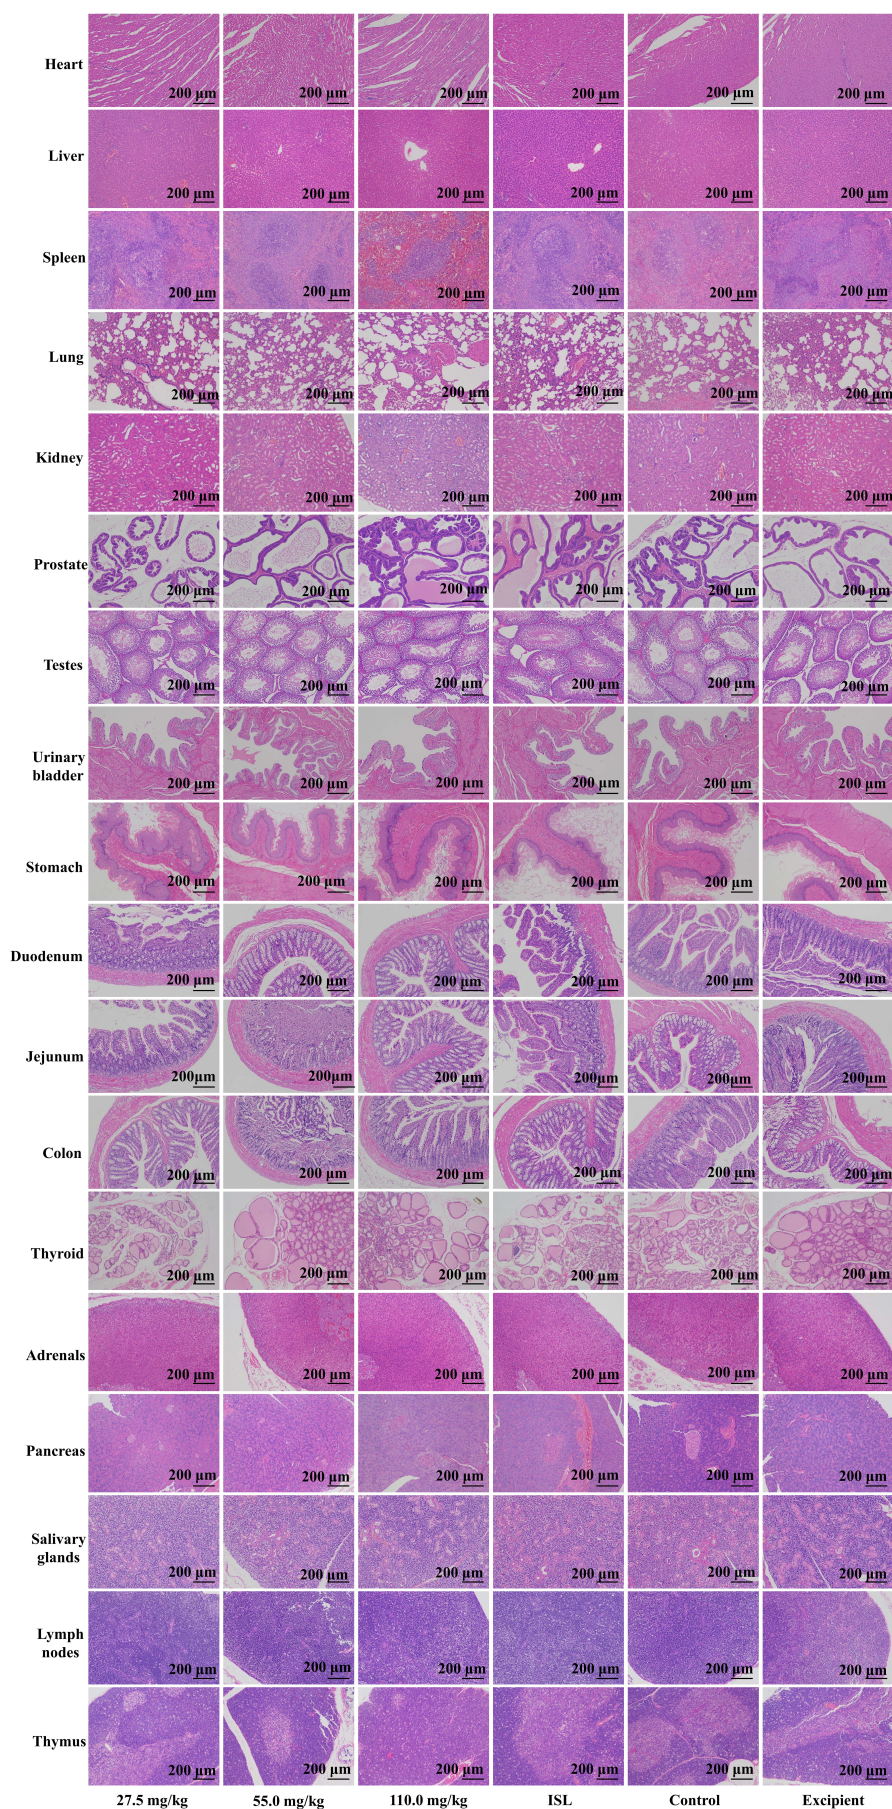 Heart
200 µm 200 µm 200 µm 200 µm 200 µm 200 µm
Liver
200 µm 200 µm 200 µm 200 µm 200 µm 200 µm
Spleen
200 µm 200 µm 200 µm 200 µm 200 µm 200 µm
Lung
200 µm 200 µm 200 µm 200 µm 200 µm 200 µm
Kidney
200 µm 200 µm 200 µm 200 µm 200 µm 200 µm
Prostate
200 µm 200 µm 200 µm 200 µm 200 µm 200 µm
Testes
200 µm 200 µm 200 µm 200 µm 200 µm 200 µm
Urinary
bladder
200 µm 200 µm 200 µm 200 µm 200 µm 200 µm
Stomach
200 µm 200 µm 200 µm 200 µm 200 µm 200 µm
Duodenum
200 µm 200 µm 200 µm 200 µm 200 µm 200 µm
Jejunum
200µm 200µm 200µm 200µm 200µm 200µm
Colon
200 µm 200 µm 200 µm 200 µm 200 µm 200 µm
Thyroid
200 µm 200 µm 200 µm 200 µm 200 µm 200 µm
Adrenals
200 µm 200 µm 200 µm 200 µm 200 µm 200 µm
Pancreas
200 µm 200 µm 200 µm 200 µm 200 µm 200 µm
Salivary
glands
200 µm 200 µm 200 µm 200 µm 200 µm 200 µm
Lymph
nodes
200 µm 200 µm 200 µm 200 µm 200 µm 200 µm
Thymus
200 µm 200 µm 200 µm 200 µm 200 µm 200 µm
27.5 mg/kg 55.0 mg/kg 110.0 mg/kg ISL Control Excipient